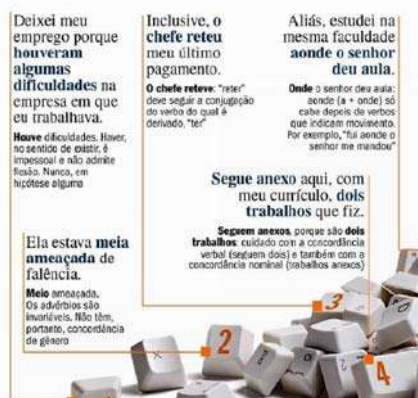 Deixei meu
emprego porque
houveram
algumas
dificuldades na
empresa em que
eu trabalhava.
Houve dificuldades. Haver,
no sentido de existir, é
impessoal e não admite
flexão. Nunca, em
hipótese alguma
Inclusive, o
chefe reteu
meu último
pagamento.
O chefe reteve: "reter"
deve seguir a conjugação
do verbo do qual é
derivado, "ter"
Aliás, estudei na
mesma faculdade
aonde o senhor
deu aula.
Onde o senhor deu aula:
aonde (a + onde) só
cabe depois de verbos
que indicam movimento.
Por exemplo, "fui aonde o
senhor me mandou"
Segue anexo aqui, com
meu currículo, dois
trabalhos que fiz.
Seguem anexos, porque são dois
trabalhos: cuidado com a concordância
verbal (seguem dois) e também com a
concordância nominal (trabalhos anexos)
Ela estava meia
ameaçada de
falência.
Meio ameaçada.
Os advérbios são
invariáveis. Não têm,
portanto, concordância
de gênero
2
3
4